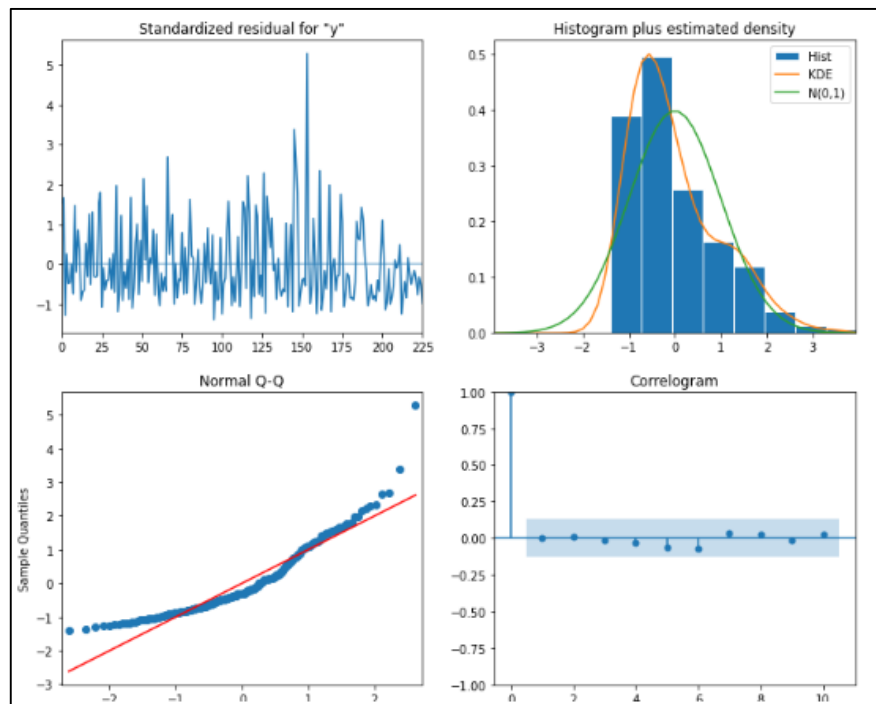 Standardized residual for "y"
5
4
3
2
1
0
−1
0 25 50 75 100 125 150 175 200 225
Histogram plus estimated density
Hist
KDE
N(0,1)
0.5
0.4
0.3
0.2
0.1
0.0
−3 −2 −1 0 1 2 3
Normal Q-Q
Sample Quantiles
5
4
3
2
1
0
−1
−2
−3
−2 −1 0 1 2
Correlogram
1.00
0.75
0.50
0.25
0.00
−0.25
−0.50
−0.75
−1.00
0 2 4 6 8 10